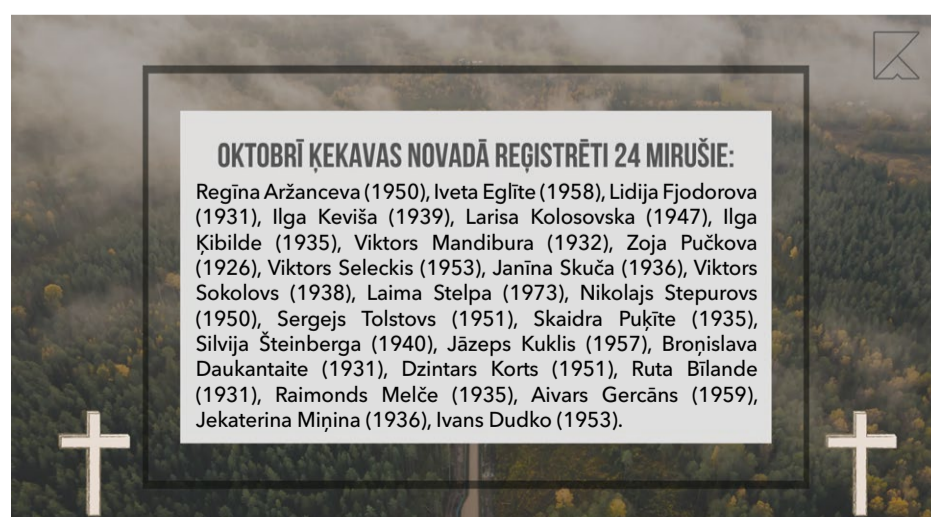 OKTOBRĪ ĶEKAVAS NOVADĀ REĢISTRĒTI 24 MIRUŠIE:
Regīna Aržanceva (1950), Iveta Eglīte (1958), Lidija Fjodorova
(1931), Ilga Keviša (1939), Larisa Kolosovska (1947), Ilga
Ķibilde (1935), Viktors Mandibura (1932), Zoja Pučkova
(1926), Viktors Seleckis (1953), Janīna Skuča (1936), Viktors
Sokolovs (1938), Laima Stelpa (1973), Nikolajs Stepurovs
(1950), Sergejs Tolstovs (1951), Skaidra Puķīte (1935),
Silvija Šteinberga (1940), Jāzeps Kuklis (1957), Broņislava
Daukantaite (1931), Dzintars Korts (1951), Ruta Bīlande
(1931), Raimonds Melče (1935), Aivars Gercāns (1959),
Jekaterina Miņina (1936), Ivans Dudko (1953).